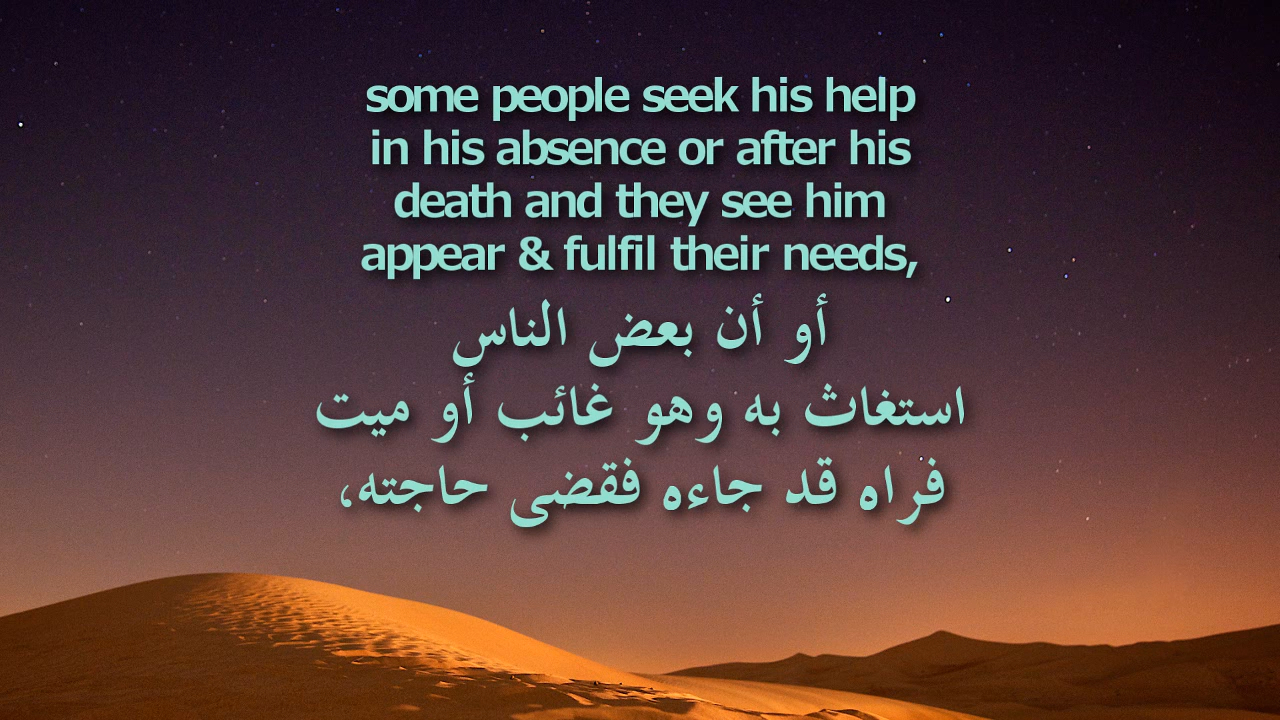 some people seek his help
in his absence or after his
death and they see him
appear & fulfil their needs,
أو أن بعض الناس
استغاث به وهو غائب أو ميت
فراه قد جاءه فقضى حاجته،